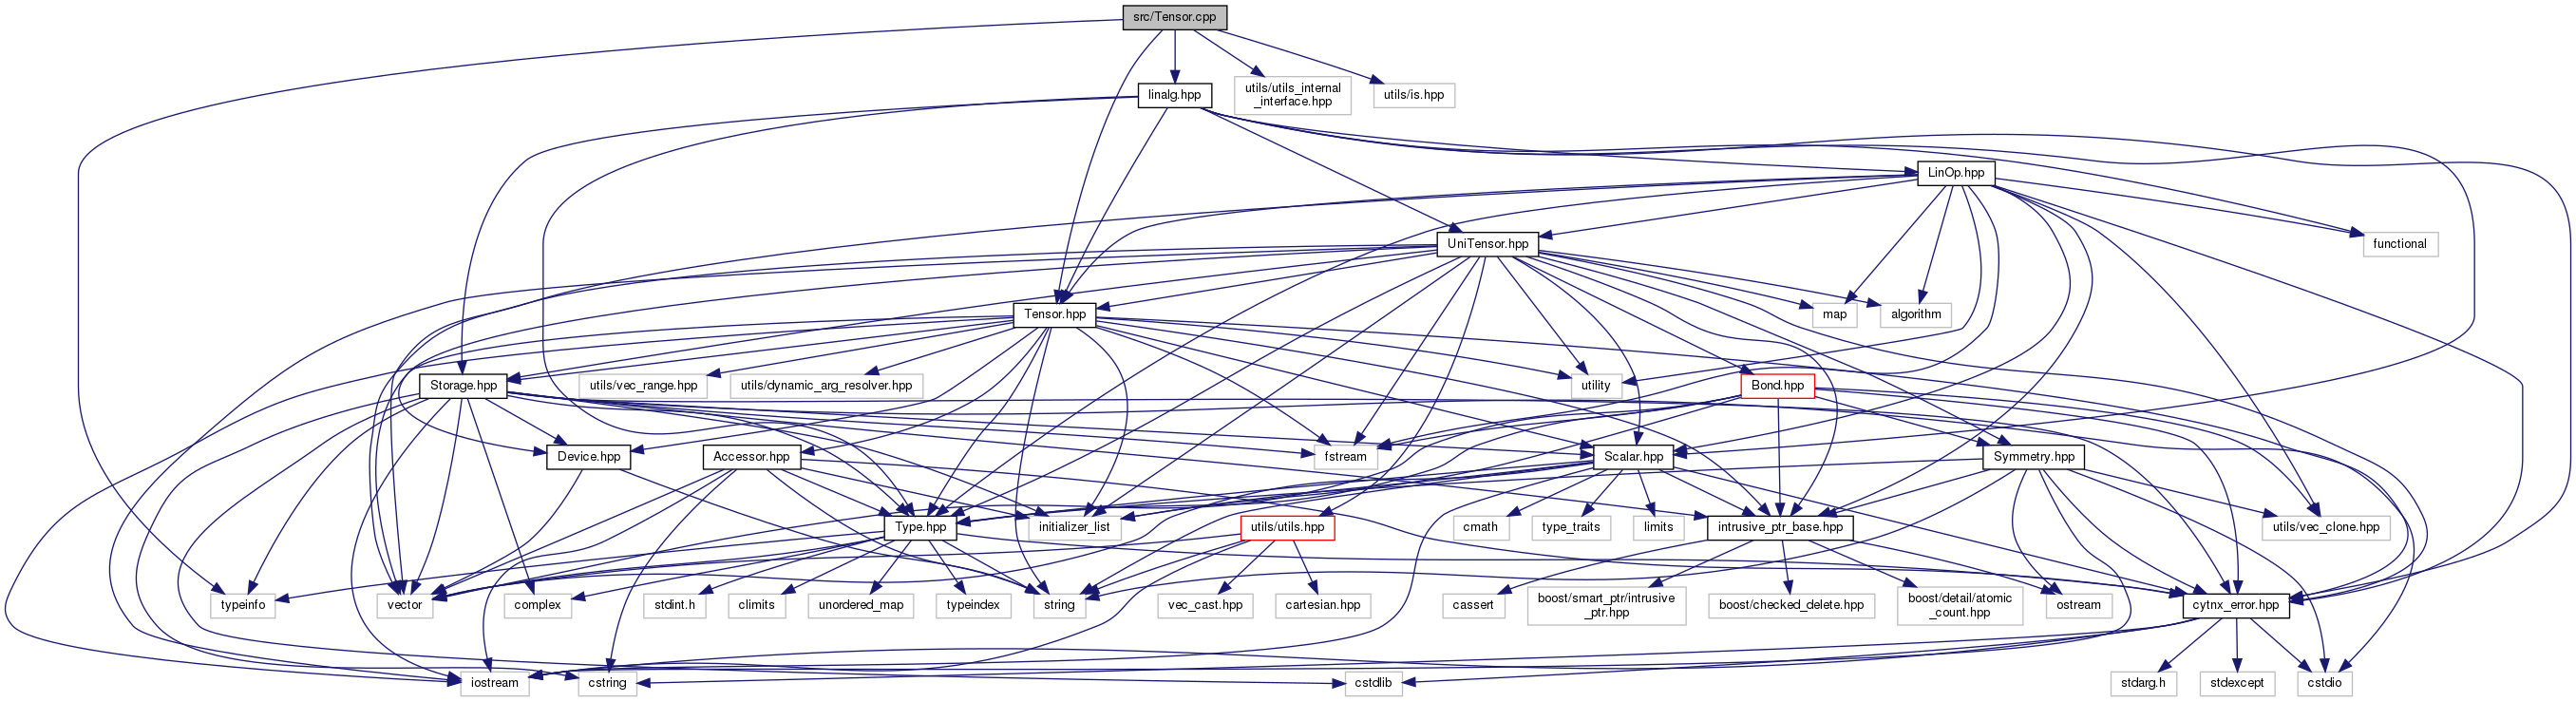 src/Tensor.cpp
linalg.hpp
utils/utils_internal
_interface.hpp
utils/is.hpp
LinOp.hpp
UniTensor.hpp
functional
Tensor.hpp
map
algorithm
Storage.hpp
utils/vec_range.hpp
utils/dynamic_arg_resolver.hpp
utility
Bond.hpp
Device.hpp
Accessor.hpp
fstream
Scalar.hpp
Symmetry.hpp
Type.hpp
initializer_list
utils/utils.hpp
cmath
type_traits
limits
intrusive_ptr_base.hpp
utils/vec_clone.hpp
typeinfo
vector
complex
stdint.h
climits
unordered_map
typeindex
string
vec_cast.hpp
cartesian.hpp
cassert
boost/smart_ptr/intrusive
_ptr.hpp
boost/checked_delete.hpp
boost/detail/atomic
_count.hpp
ostream
cytnx_error.hpp
iostream
cstring
cstdlib
stdarg.h
stdexcept
cstdio